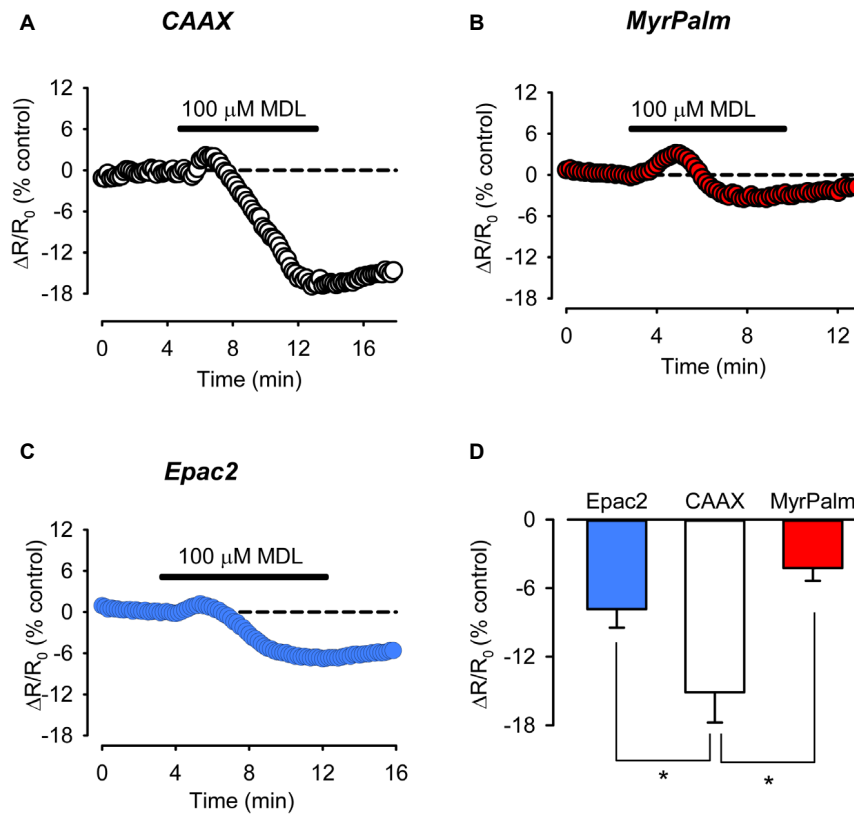 A
CAAX
ΔR/R0 (% control)
12
6
0
-6
-12
-18
100 μM MDL
0 4 8 12 16
Time (min)
B
MyrPalm
ΔR/R0 (% control)
12
6
0
-6
-12
-18
100 μM MDL
0 4 8 12
Time (min)
C
Epac2
ΔR/R0 (% control)
12
6
0
-6
-12
-18
100 μM MDL
0 4 8 12 16
Time (min)
D
Epac2 CAAX MyrPalm
ΔR/R0 (% control)
0
-6
-12
-18
* *